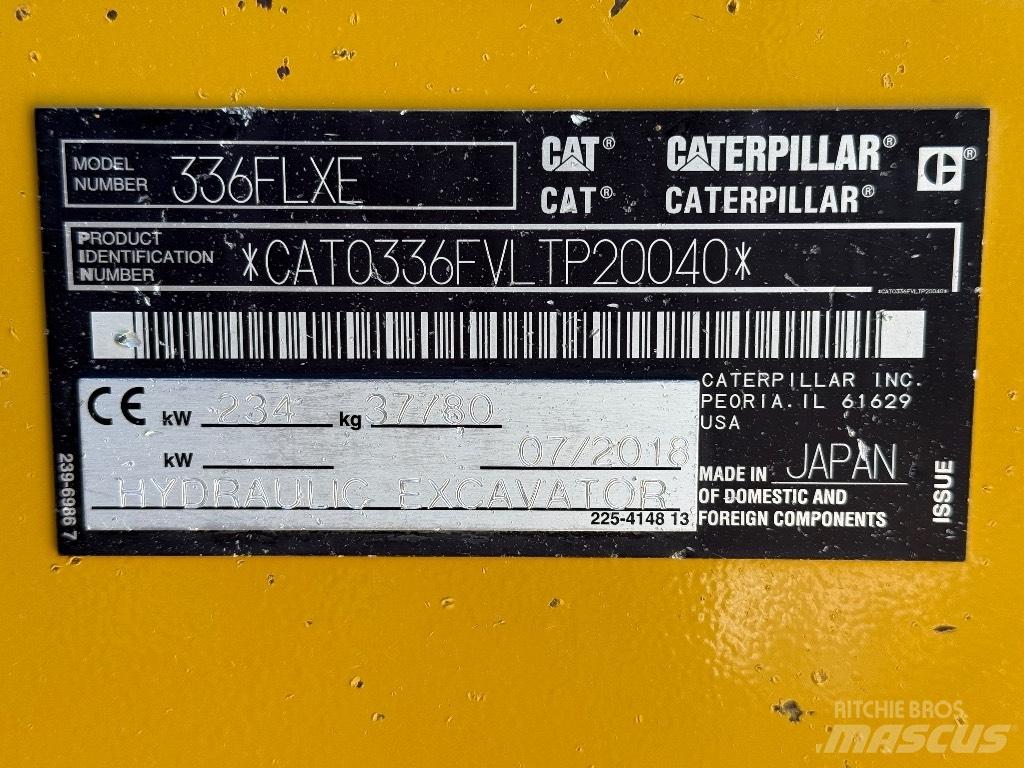 MODEL NUMBER 336FLXE
CAT® CATERPILLAR® C®
CAT® CATERPILLAR®
PRODUCT
IDENTIFICATION
NUMBER
*CAT0336FVLTP20040*
*CAT0336FVLTP20040*
CE kW 234 kg 37780
kW 07/2018
HYDRAULIC EXCAVATOR
225-4148 13
CATERPILLAR INC.
PEORIA. IL 61629
USA
MADE IN JAPAN
OF DOMESTIC AND
FOREIGN COMPONENTS
239-6986 7
ISSUE
RITCHIE BROS.
MASCUS